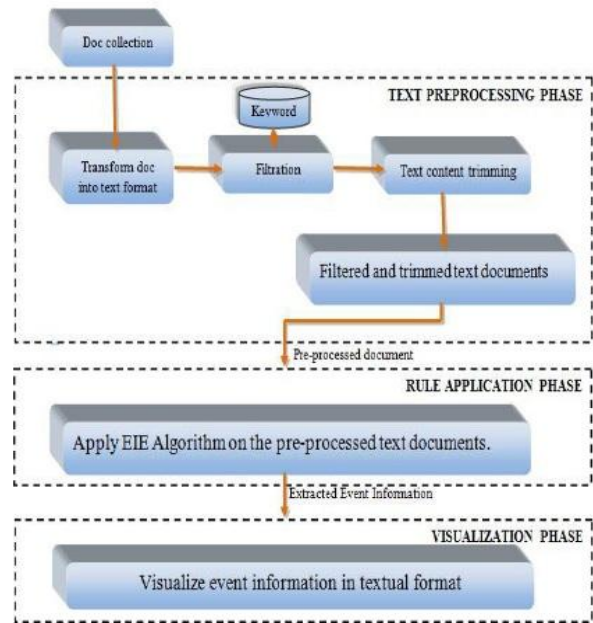 Doc collection
TEXT PREPROCESSING PHASE
Keyword
Transform doc
into text format
Filtration
Text content trimming
Filtered and trimmed text documents
Pre-processed document
RULE APPLICATION PHASE
Apply EIE Algorithm on the pre-processed text documents.
Extracted Event Information
VISUALIZATION PHASE
Visualize event information in textual format